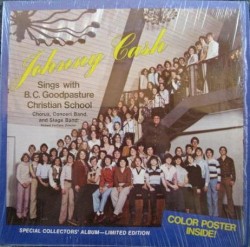 Johnny Cash
Sings with
B.C. Goodpasture
Christian School
Chorus, Concert Band,
and Stage Band
SPECIAL COLLECTORS' ALBUM—LIMITED EDITION
COLOR POSTER
INSIDE!